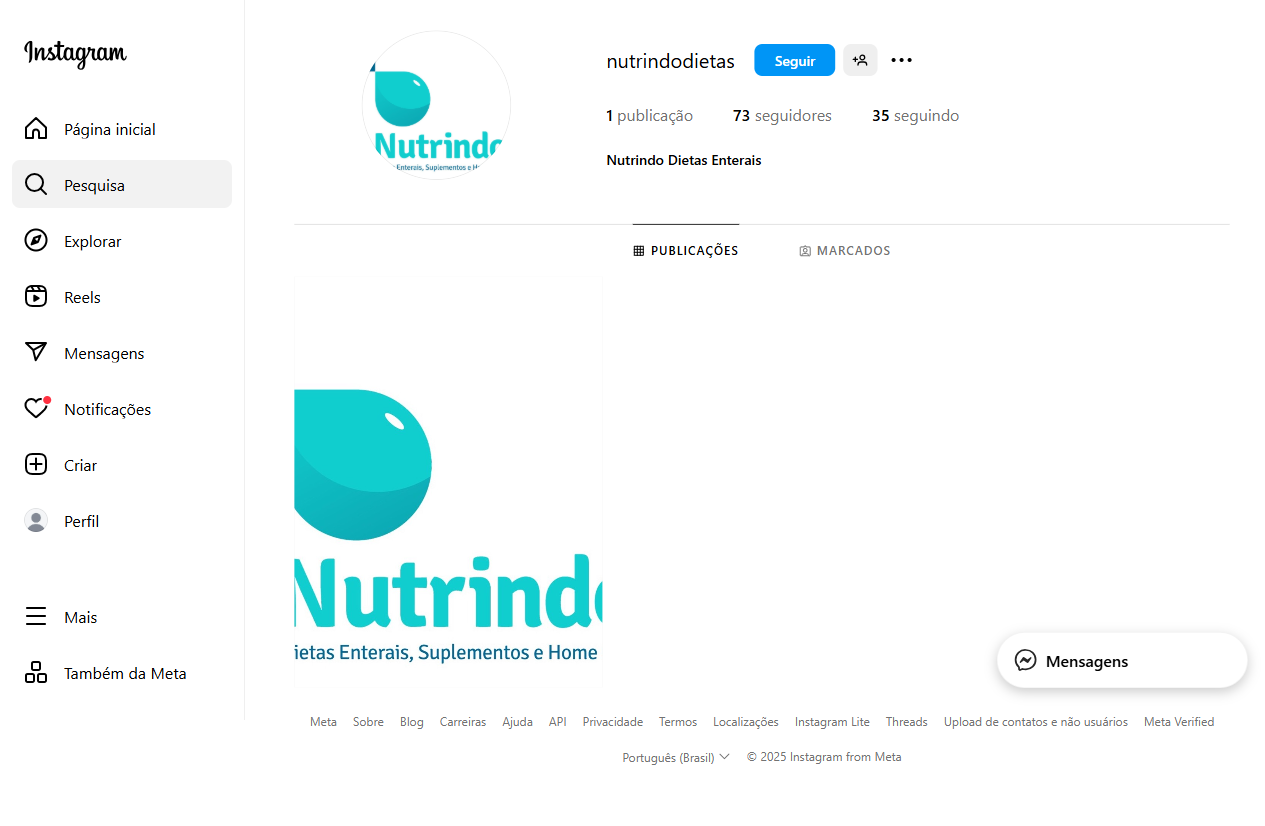 Instagram
Página inicial
Pesquisa
Explorar
Reels
Mensagens
Notificações
Criar
Perfil
Mais
Também da Meta
Nutrindo
Enterais, Suplementos e H
nutrindodietas
Seguir
1 publicação 73 seguidores 35 seguindo
Nutrindo Dietas Enterais
PUBLICAÇÕES MARCADOS
Nutrindo
ietas Enterais, Suplementos e Home
Mensagens
Meta Sobre Blog Carreiras Ajuda API Privacidade Termos Localizações Instagram Lite Threads Upload de contatos e não usuários Meta Verified
Português (Brasil) © 2025 Instagram from Meta